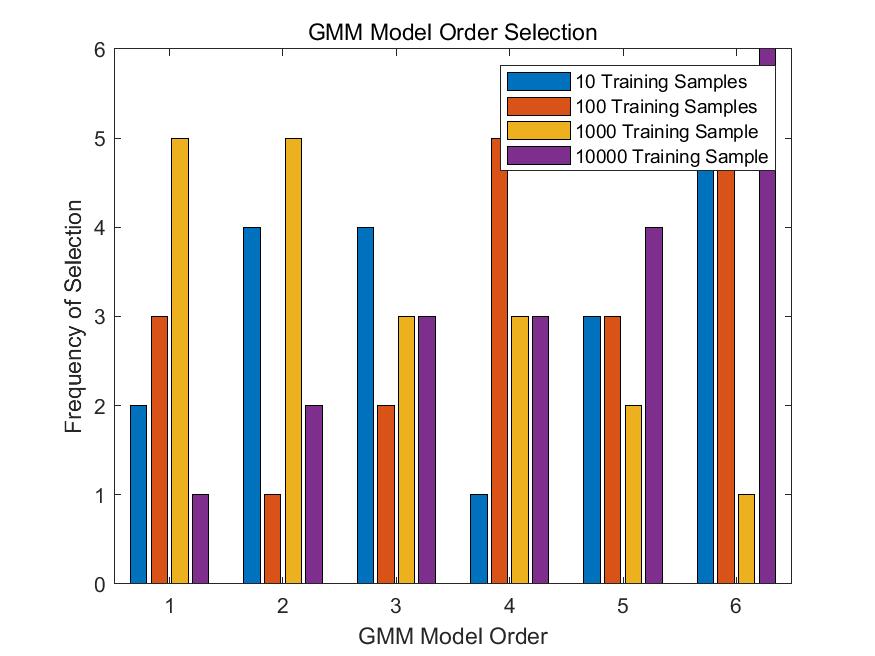 GMM Model Order Selection
6
5
4
3
2
1
0
Frequency of Selection
10 Training Samples
100 Training Samples
1000 Training Sample
10000 Training Sample
1 2 3 4 5 6
GMM Model Order